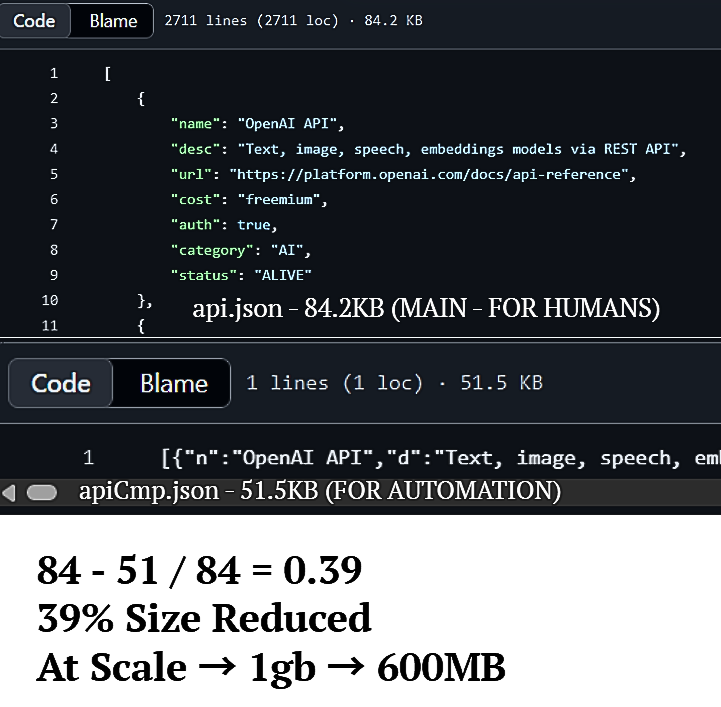 Code Blame 2711 lines (2711 loc) · 84.2 KB
1 [
2 {
3 "name": "OpenAI API",
4 "desc": "Text, image, speech, embeddings models via REST API",
5 "url": "https://platform.openai.com/docs/api-reference",
6 "cost": "freemium",
7 "auth": true,
8 "category": "AI",
9 "status": "ALIVE"
10 },
api.json - 84.2KB (MAIN - FOR HUMANS)
11 {
Code Blame 1 lines (1 loc) · 51.5 KB
1 [{"n":"OpenAI API","d":"Text, image, speech, em
apiCmp.json - 51.5KB (FOR AUTOMATION)
84 - 51 / 84 = 0.39
39% Size Reduced
At Scale → 1gb → 600MB